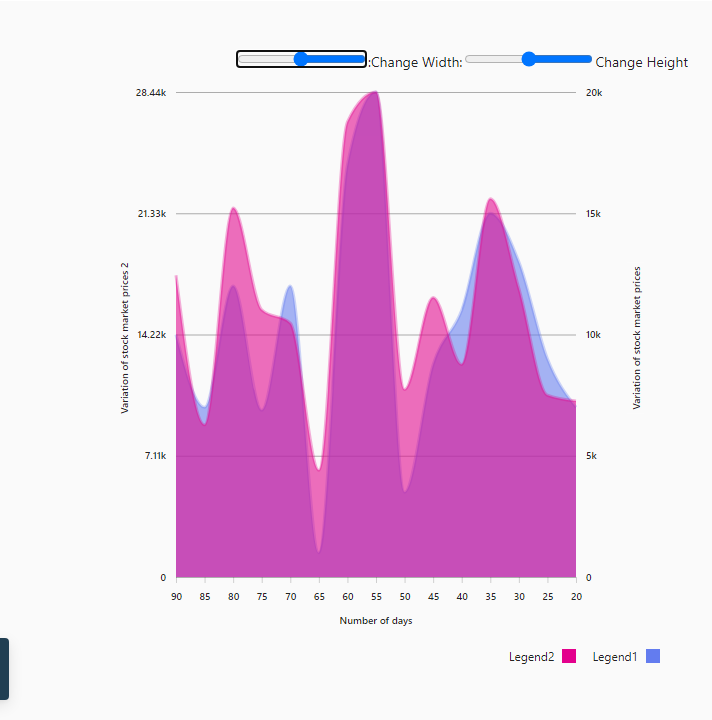 :Change Width: Change Height
28.44k 20k
21.33k 15k
14.22k 10k
7.11k 5k
0 0
Variation of stock market prices 2
Variation of stock market prices
90 85 80 75 70 65 60 55 50 45 40 35 30 25 20
Number of days
Legend2 Legend1